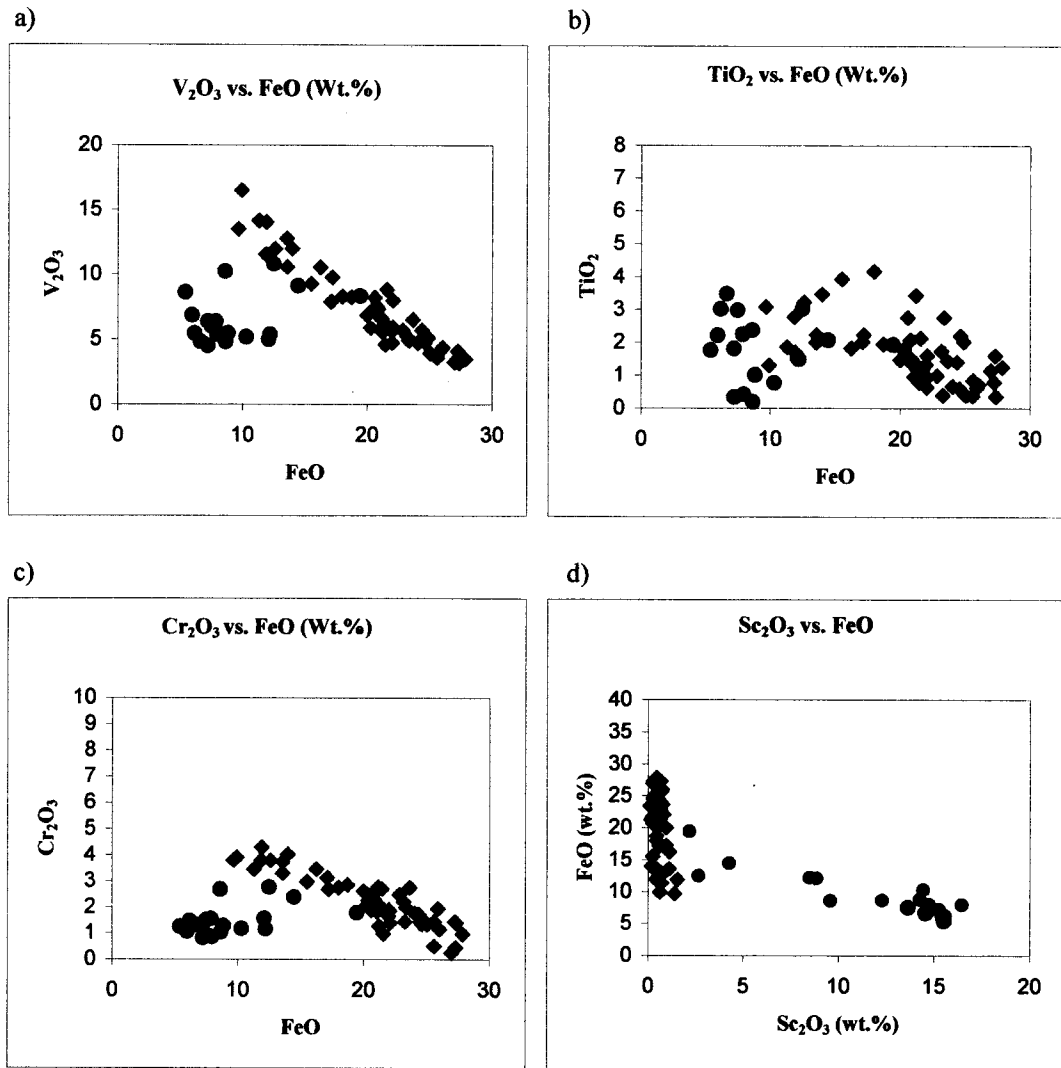 a)
V₂O₃ vs. FeO (Wt.%)
20
15
10
5
0
V₂O₃
0 10 20 30
FeO
b)
TiO₂ vs. FeO (Wt.%)
8
7
6
5
4
3
2
1
0
TiO₂
0 10 20 30
FeO
c)
Cr₂O₃ vs. FeO (Wt.%)
10
9
8
7
6
5
4
3
2
1
0
Cr₂O₃
0 10 20 30
FeO
d)
Sc₂O₃ vs. FeO
40
35
30
25
20
15
10
5
0
FeO (wt.%)
0 5 10 15 20
Sc₂O₃ (wt.%)